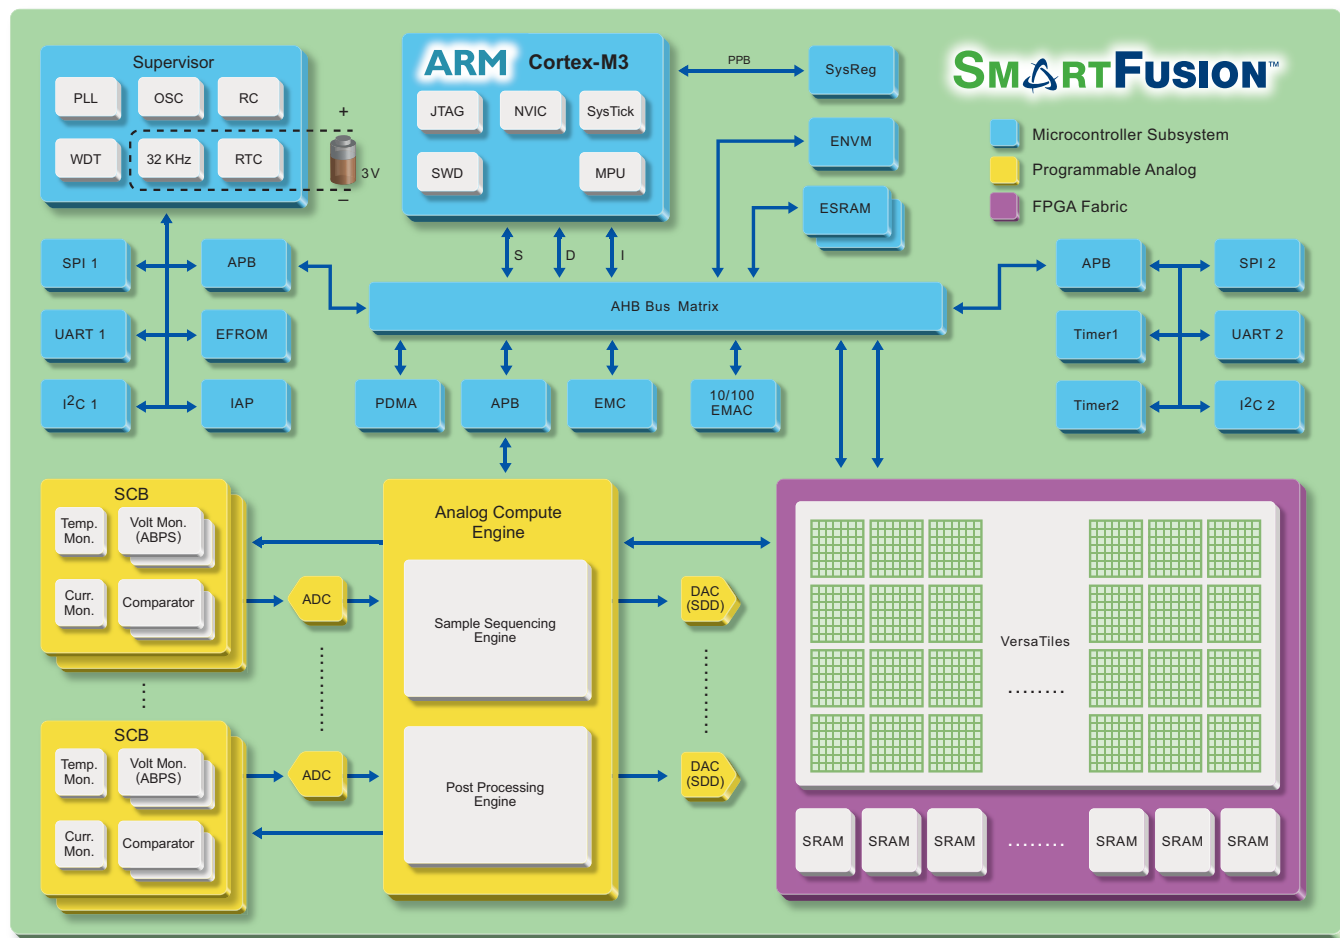 Supervisor
PLL
OSC
RC
WDT
32 KHz
RTC
+
3V
–
ARM Cortex-M3
JTAG
NVIC
SysTick
SWD
MPU
PPB
SysReg
ENVM
ESRAM
SMARTFUSION™
Microcontroller Subsystem
Programmable Analog
FPGA Fabric
S
D
I
SPI 1
APB
UART 1
EFROM
I2C 1
IAP
AHB Bus Matrix
PDMA
APB
EMC
10/100
EMAC
APB
SPI 2
Timer1
UART 2
Timer2
I2C 2
SCB
Temp.
Mon.
Volt Mon.
(ABPS)
Curr.
Mon.
Comparator
ADC
SCB
Temp.
Mon.
Volt Mon.
(ABPS)
Curr.
Mon.
Comparator
ADC
Analog Compute
Engine
Sample Sequencing
Engine
Post Processing
Engine
DAC
(SDD)
DAC
(SDD)
VersaTiles
........
SRAM
SRAM
SRAM
........
SRAM
SRAM
SRAM